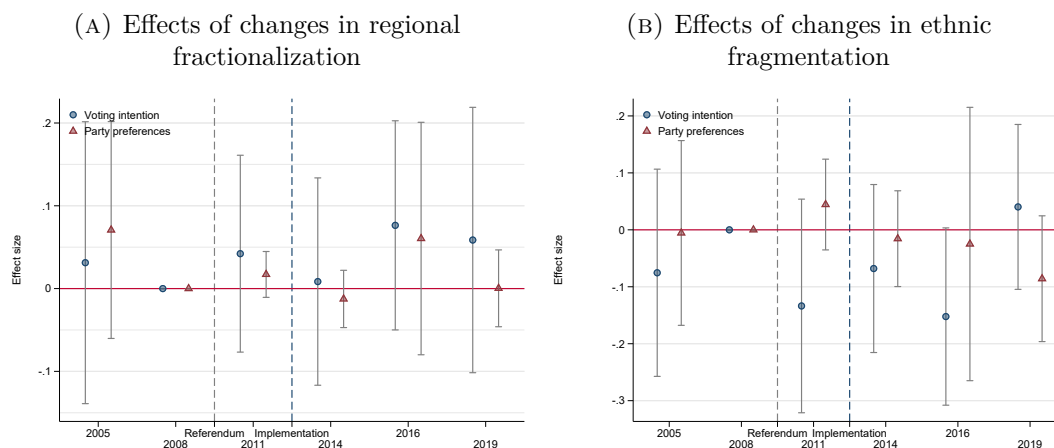 (A) Effects of changes in regional
fractionalization
Voting intention
Party preferences
.2
.1
0
-.1
Effect size
2005
2008
Referendum
2011
Implementation
2014
2016
2019
(B) Effects of changes in ethnic
fragmentation
Voting intention
Party preferences
.2
.1
0
-.1
-.2
-.3
Effect size
2005
2008
Referendum
2011
Implementation
2014
2016
2019